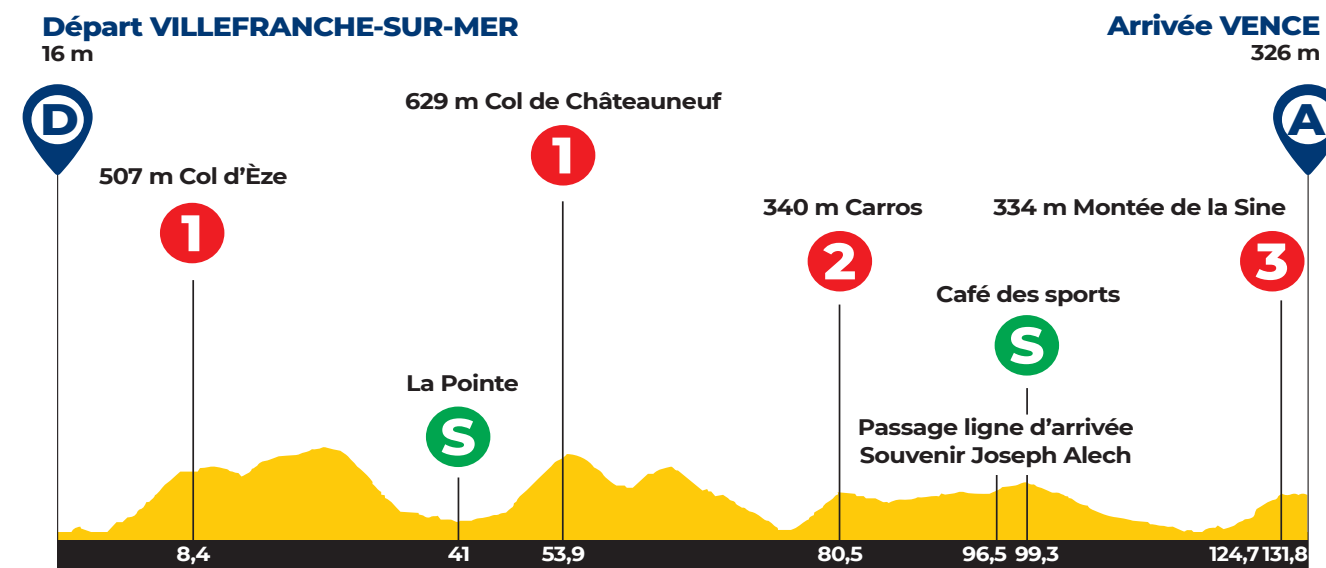 Départ VILLEFRANCHE-SUR-MER
16 m
Arrivée VENCE
326 m
D
A
629 m Col de Châteauneuf
1
507 m Col d’Èze
1
340 m Carros
2
334 m Montée de la Sine
3
Café des sports
S
La Pointe
S
Passage ligne d’arrivée
Souvenir Joseph Alech
8,4 41 53,9 80,5 96,5 99,3 124,7 131,8